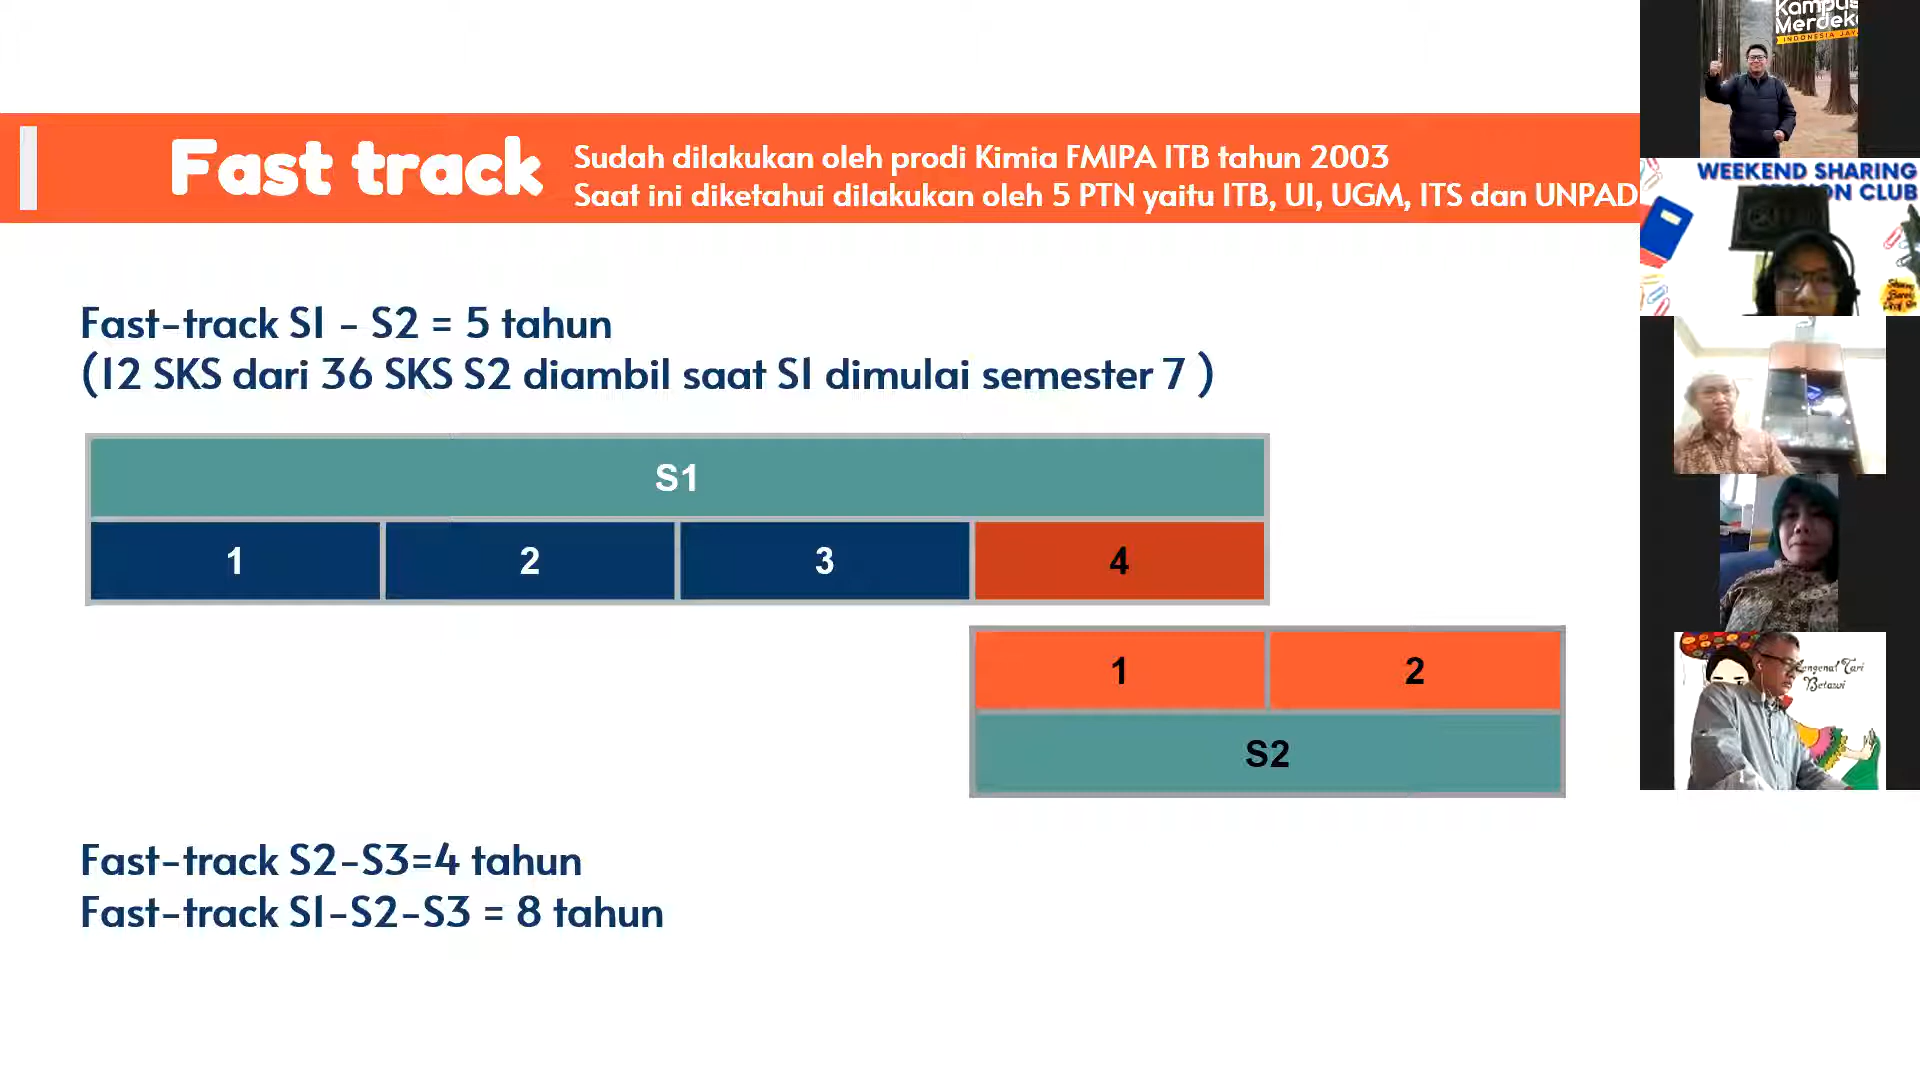 Fast track
Sudah dilakukan oleh prodi Kimia FMIPA ITB tahun 2003
Saat ini diketahui dilakukan oleh 5 PTN yaitu ITB, UI, UGM, ITS dan UNPAD
Fast-track S1 - S2 = 5 tahun
(12 SKS dari 36 SKS S2 diambil saat S1 dimulai semester 7 )
S1
1 2 3 4
1 2
S2
Fast-track S2-S3=4 tahun
Fast-track S1-S2-S3 = 8 tahun
Kampus
Merdeka
INDONESIA JAYA
WEEKEND SHARING
CLUB
Tari
Betawi